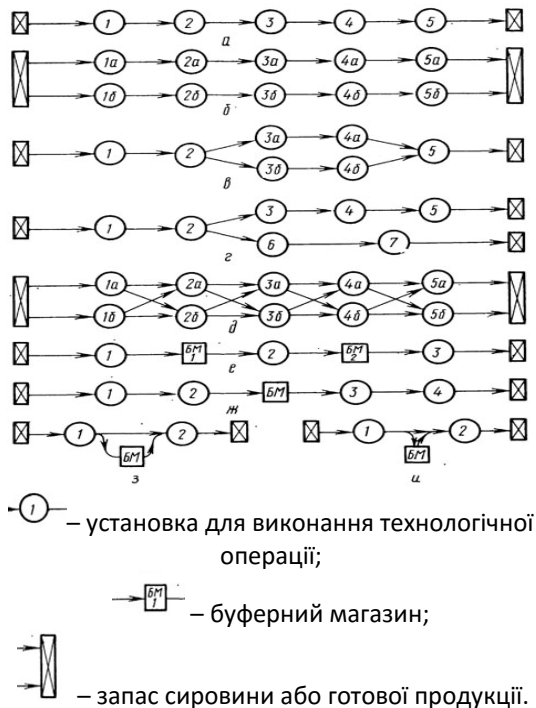 1 2 3 4 5
а
1а 2а 3а 4а 5а
1б 2б 3б 4б 5б
б
3а 4а
1 2 5
3б 4б
в
3 4 5
1 2
6 7
г
1а 2а 3а 4а 5а
1б 2б 3б 4б 5б
д
1 БМ 1 2 БМ 2 3
е
1 2 БМ 3 4
ж
1 2 1 2
БМ БМ
з и
1 – установка для виконання технологічної
операції;
БМ 1 – буферний магазин;
– запас сировини або готової продукції.